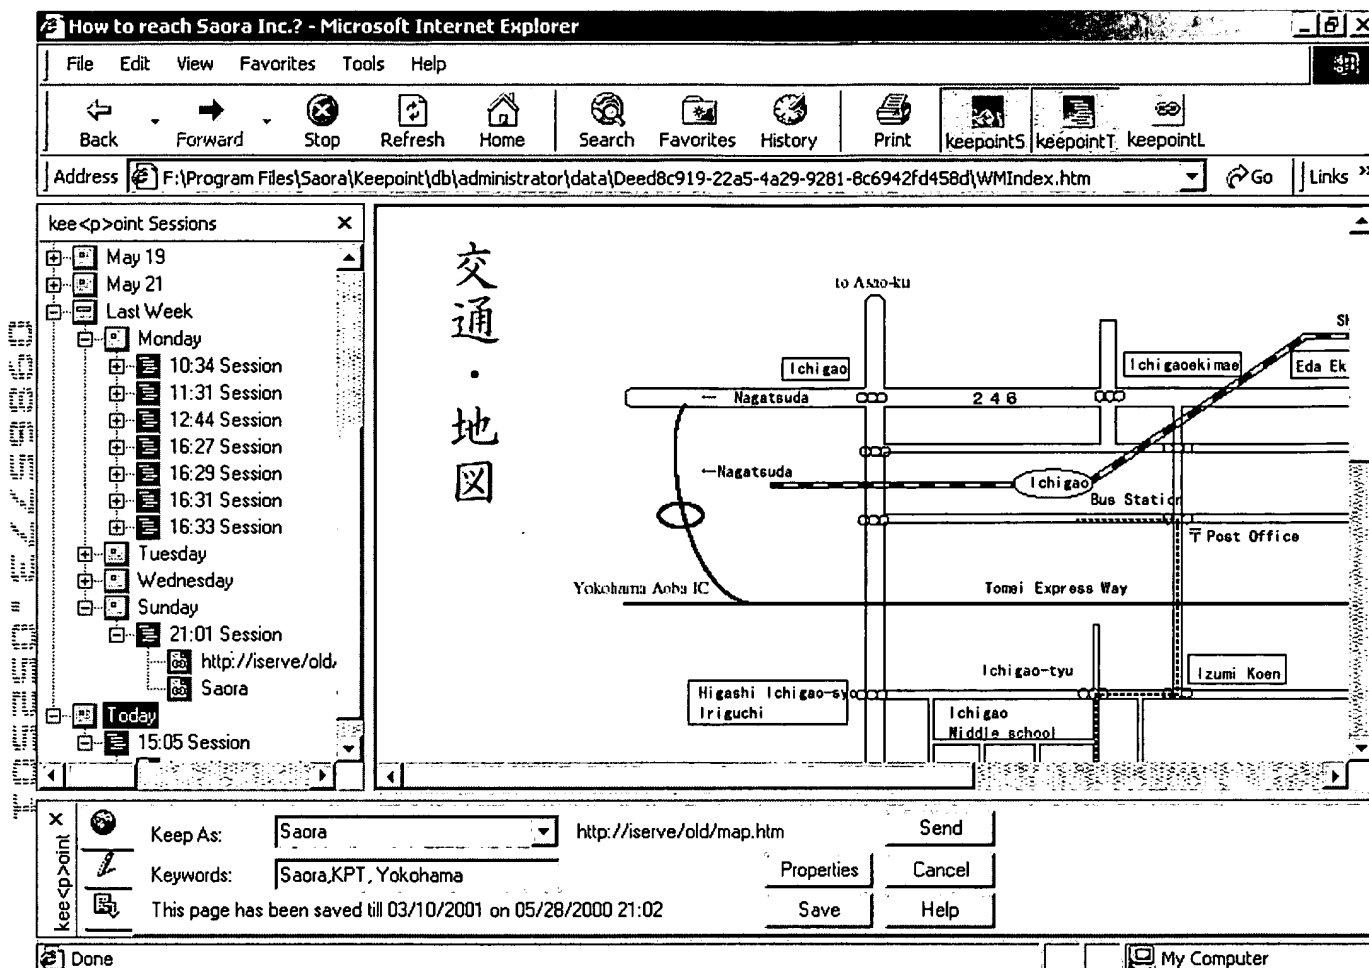 How to reach Saora Inc.? - Microsoft Internet Explorer
File Edit View Favorites Tools Help
Back Forward Stop Refresh Home Search Favorites History Print keepointS keepointT keepointL
Address F:\Program Files\Saora\Keepoint\db\administrator\data\Deed8c919-22a5-4a29-9281-8c6942fd458d\WMIndex.htm Go Links »
kee<p>oint Sessions
May 19
May 21
Last Week
Monday
10:34 Session
11:31 Session
12:44 Session
16:27 Session
16:29 Session
16:31 Session
16:33 Session
Tuesday
Wednesday
Sunday
21:01 Session
http://iserve/old/
Saora
Today
15:05 Session
交通・地図
to Asao-ku
Ichigao
Ichigaoekimae
Eda Ek
← Nagatsuda
246
←Nagatsuda
Ichigao
Bus Station
〒Post Office
Yokohama Aoba IC
Tomei Express Way
Ichigao-tyu
Izumi Koen
Higashi Ichigao-sy
Iriguchi
Ichigao
Middle school
kee<p>oint
Keep As: Saora http://iserve/old/map.htm Send
Keywords: Saora,KPT,Yokohama Properties Cancel
This page has been saved till 03/10/2001 on 05/28/2000 21:02 Save Help
Done My Computer